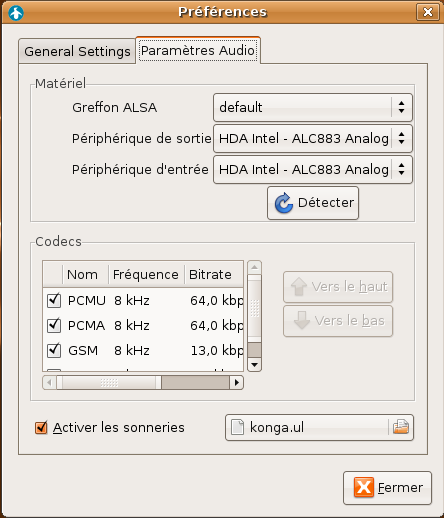 Préférences
General Settings
Paramètres Audio
Matériel
Greffon ALSA
default
Périphérique de sortie
HDA Intel - ALC883 Analog
Périphérique d'entrée
HDA Intel - ALC883 Analog
Détecter
Codecs
Nom Fréquence Bitrate
PCMU 8 kHz 64,0 kbp
PCMA 8 kHz 64,0 kbp
GSM 8 kHz 13,0 kbp
Vers le haut
Vers le bas
Activer les sonneries
konga.ul
Fermer